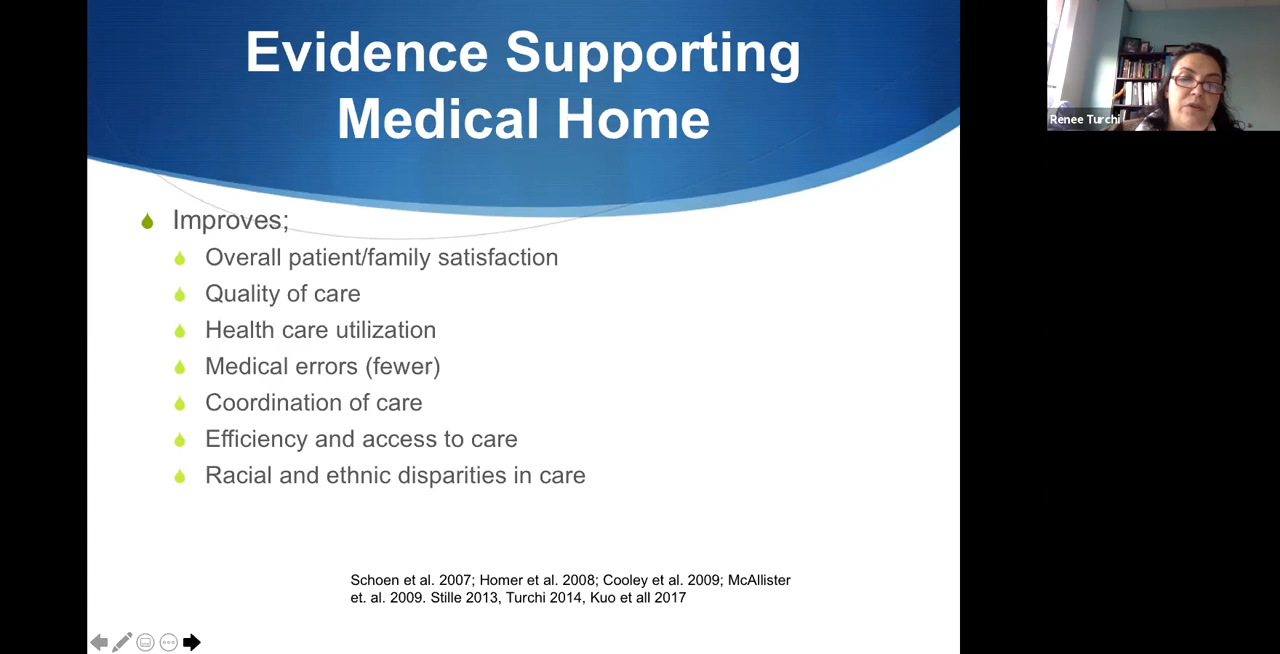 Evidence Supporting
Medical Home
Improves;
Overall patient/family satisfaction
Quality of care
Health care utilization
Medical errors (fewer)
Coordination of care
Efficiency and access to care
Racial and ethnic disparities in care
Schoen et al. 2007; Homer et al. 2008; Cooley et al. 2009; McAllister
et. al. 2009. Stille 2013, Turchi 2014, Kuo et all 2017
Renee Turchi